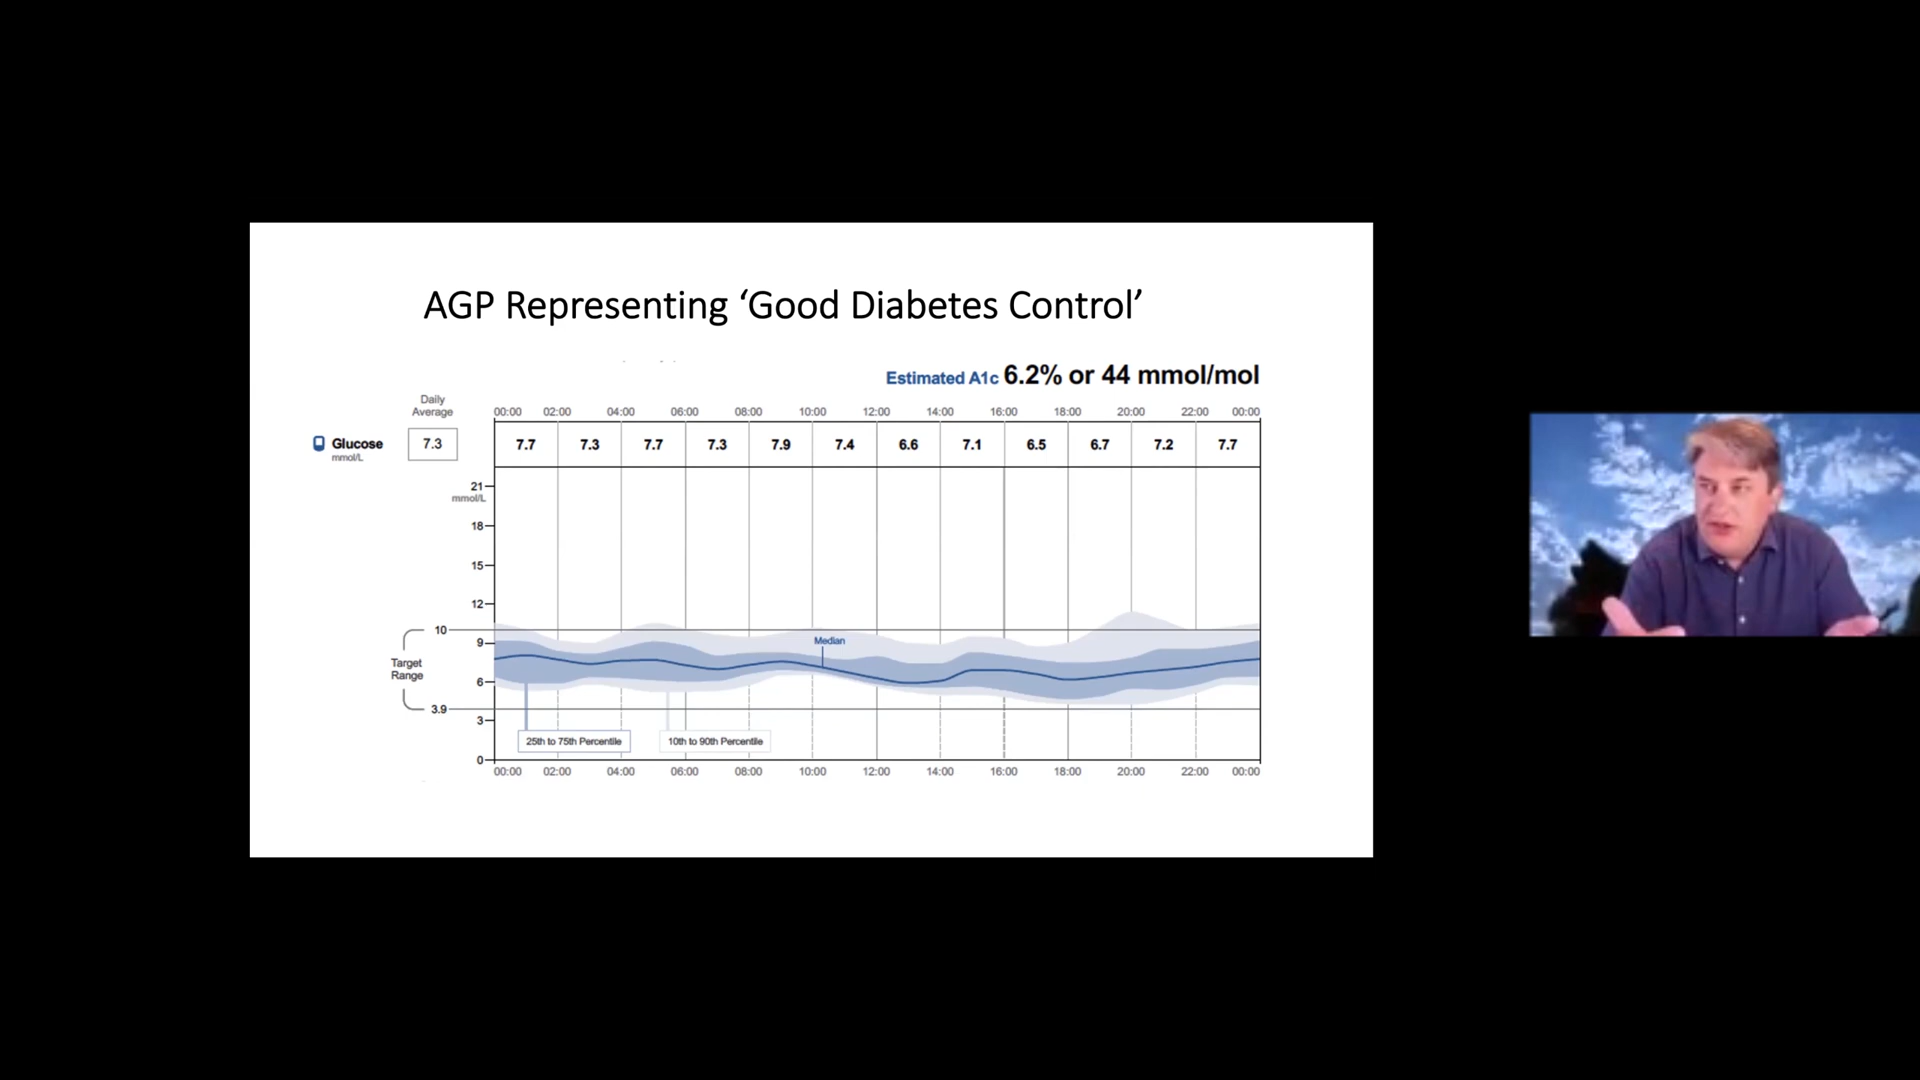 AGP Representing ‘Good Diabetes Control’
Estimated A1c 6.2% or 44 mmol/mol
Daily
Average
00:00 02:00 04:00 06:00 08:00 10:00 12:00 14:00 16:00 18:00 20:00 22:00 00:00
Glucose 7.3 7.7 7.3 7.7 7.3 7.9 7.4 6.6 7.1 6.5 6.7 7.2 7.7
mmol/L
21
mmol/L
18
15
12
10
9
Median
Target
Range
6
3.9
3
25th to 75th Percentile 10th to 90th Percentile
0
00:00 02:00 04:00 06:00 08:00 10:00 12:00 14:00 16:00 18:00 20:00 22:00 00:00